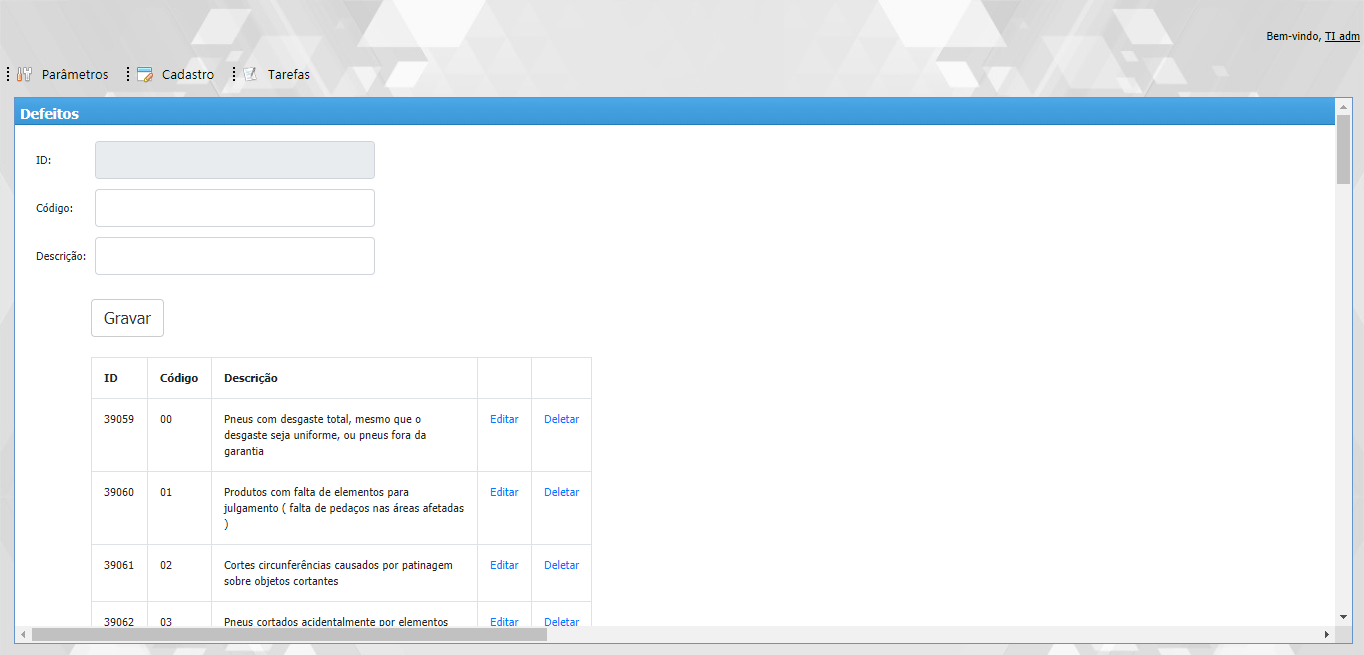 Bem-vindo, TI adm
Parâmetros Cadastro Tarefas
Defeitos
ID:
Código:
Descrição:
Gravar
ID Código Descrição
39059 00 Pneus com desgaste total, mesmo que o Editar Deletar
desgaste seja uniforme, ou pneus fora da
garantia
39060 01 Produtos com falta de elementos para Editar Deletar
julgamento ( falta de pedaços nas áreas afetadas
)
39061 02 Cortes circunferências causados por patinagem Editar Deletar
sobre objetos cortantes
39062 03 Pneus cortados acidentalmente por elementos Editar Deletar